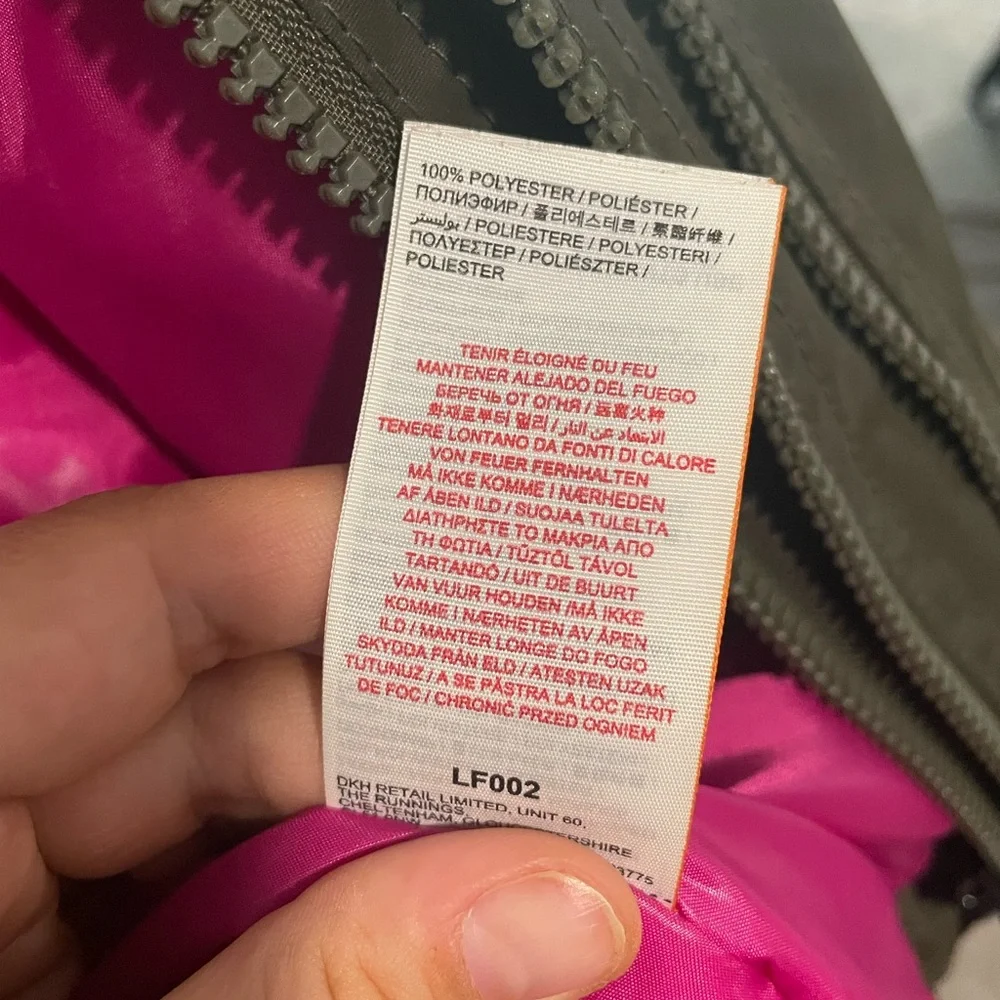 100% POLYESTER / POLIÉSTER /
ПОЛИЭФИР / 폴리에스테르 / 聚酯纤维 /
بوليستر / POLIESTERE / POLYESTERI /
ΠΟΛΥΕΣΤΕΡ / POLIÉSZTER /
POLIESTER
TENIR ÉLOIGNÉ DU FEU
MANTENER ALEJADO DEL FUEGO
БЕРЕЧЬ ОТ ОГНЯ / 远离火种
화재로부터 멀리 / الابتعاد عن النار
TENERE LONTANO DA FONTI DI CALORE
VON FEUER FERNHALTEN
MÅ IKKE KOMME I NÆRHEDEN
AF ÅBEN ILD / SUOJAA TULELTA
ΔΙΑΤΗΡΗΣΤΕ ΤΟ ΜΑΚΡΙΑ ΑΠΟ
ΤΗ ΦΩΤΙΑ / TŰZTŐL TÁVOL
TARTANDÓ / UIT DE BUURT
VAN VUUR HOUDEN /MÅ IKKE
KOMME I NÆRHETEN AV ÅPEN
ILD / MANTER LONGE DO FOGO
SKYDDA FRÅN ELD / ATEŞTEN UZAK
TUTUNUZ / A SE PĂSTRA LA LOC FERIT
DE FOC / CHRONIĆ PRZED OGNIEM
LF002
DKH RETAIL LIMITED, UNIT 60,
THE RUNNINGS,
CHELTENHAM,